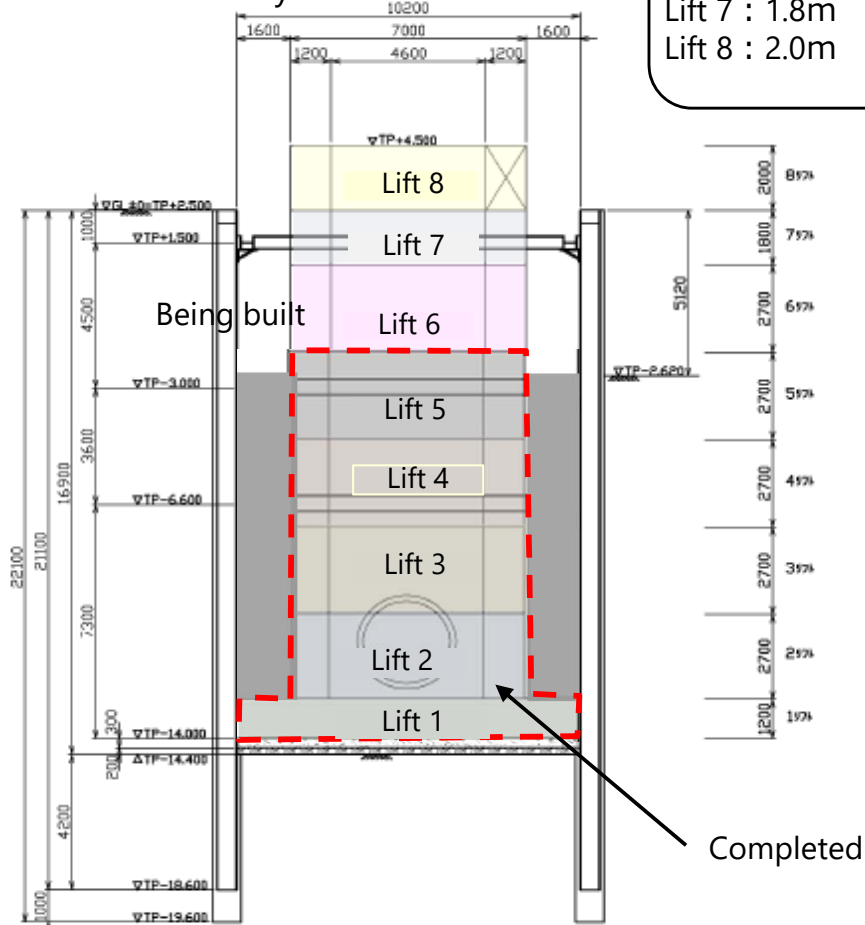 10200
1600 7000 1600
1200 4600 1200
Lift 7：1.8m
Lift 8：2.0m
▽TP+4.500
Lift 8
2000
▽GL±0=TP+2.500
1000
▽TP+1.500
Lift 7
1800
Being built
4500
Lift 6
2700
5120
▽TP-2.620
▽TP-3.000
Lift 5
2700
3600
16900
Lift 4
2700
▽TP-6.600
22100
21100
Lift 3
2700
7300
Lift 2
2700
Lift 1
1200
300
▽TP-14.000
200
△TP-14.400
4200
Completed
▽TP-18.600
1000
▽TP-19.600